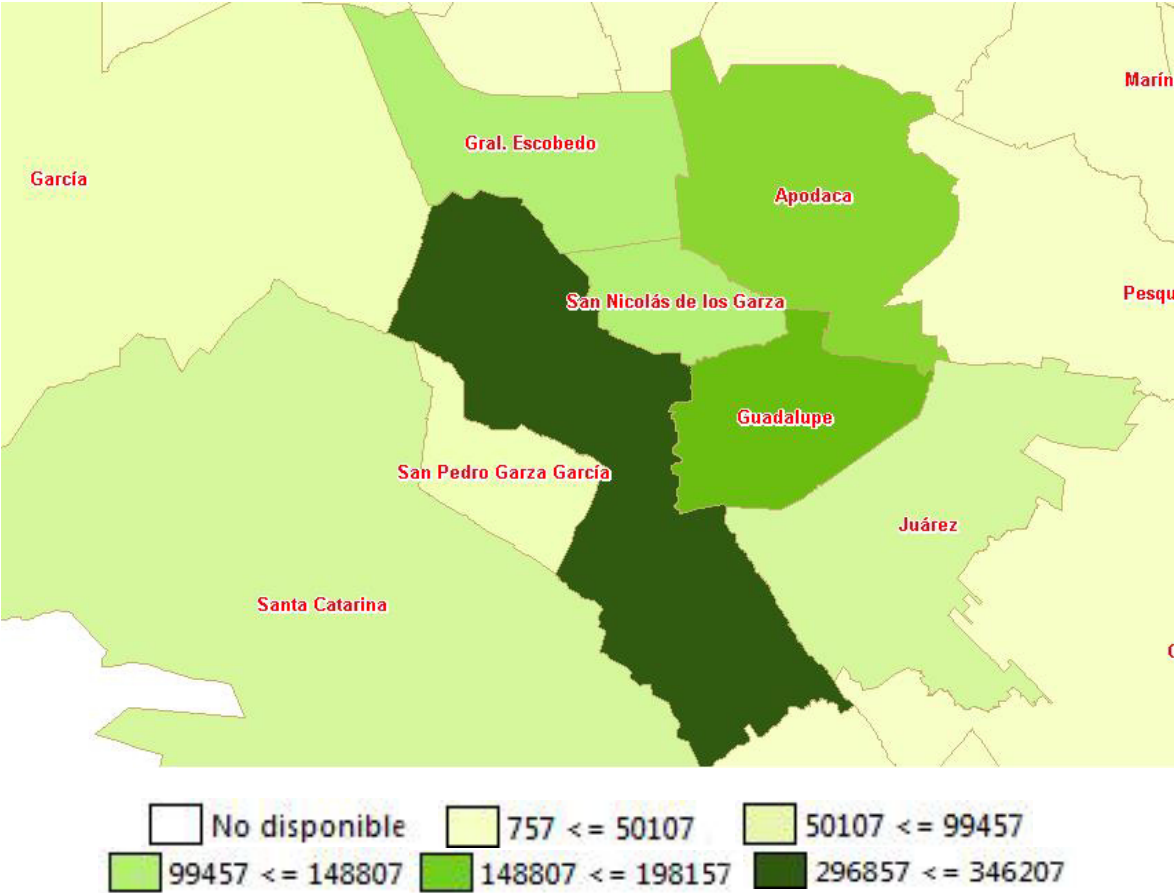 Marín
Gral. Escobedo
García
Apodaca
Pesqu
San Nicolás de los Garza
Guadalupe
San Pedro Garza García
Juárez
Santa Catarina
No disponible
757 <= 50107
50107 <= 99457
99457 <= 148807
148807 <= 198157
296857 <= 346207